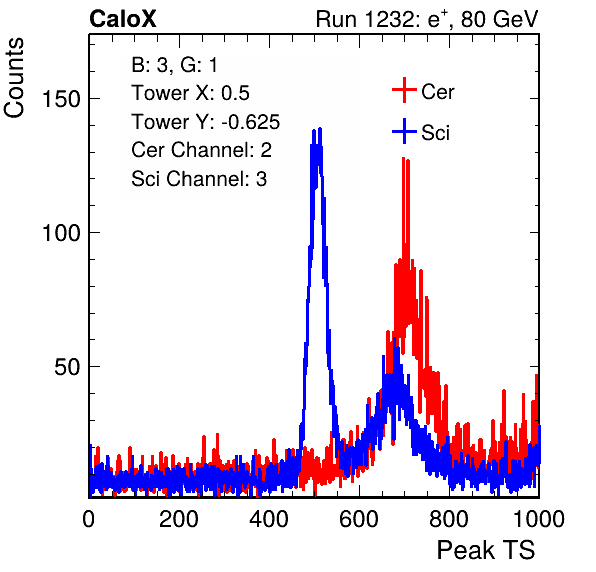 CaloX
Run 1232: e+, 80 GeV
Counts
B: 3, G: 1
Tower X: 0.5
Tower Y: -0.625
Cer Channel: 2
Sci Channel: 3
Cer
Sci
150
100
50
0 200 400 600 800 1000
Peak TS